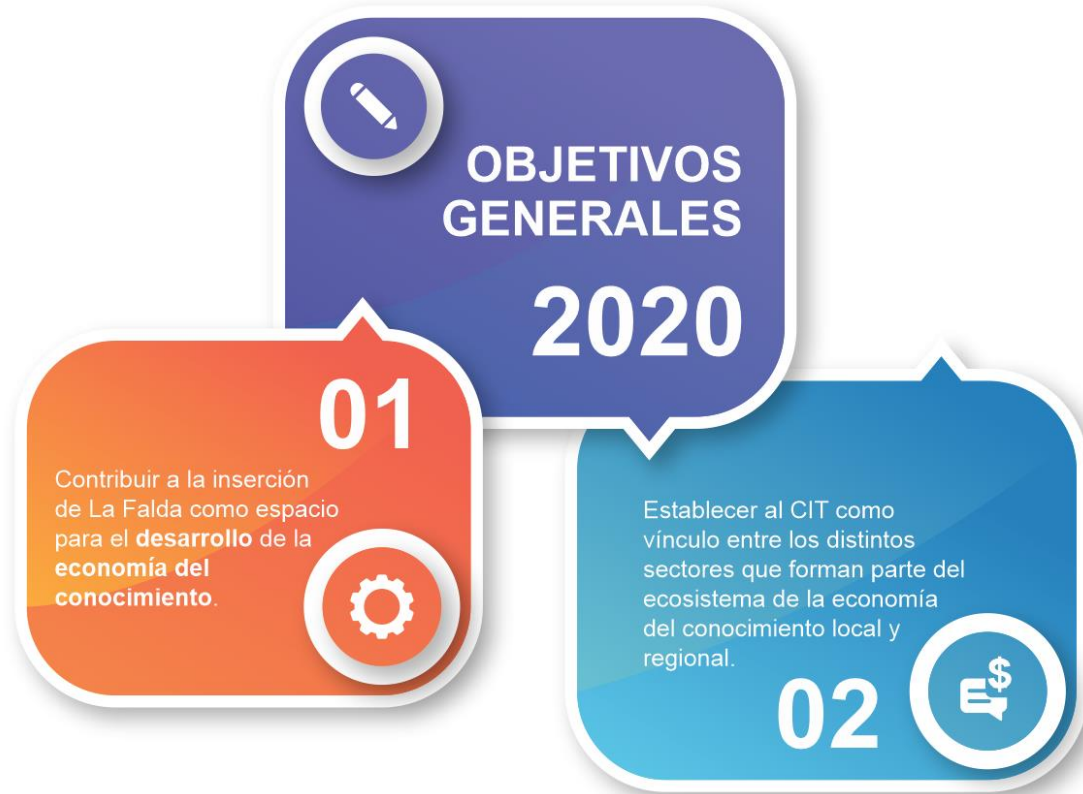 OBJETIVOS
GENERALES
2020
01
Contribuir a la inserción
de La Falda como espacio
para el desarrollo de la
economía del
conocimiento.
Establecer al CIT como
vínculo entre los distintos
sectores que forman parte del
ecosistema de la economía
del conocimiento local y
regional.
02
$